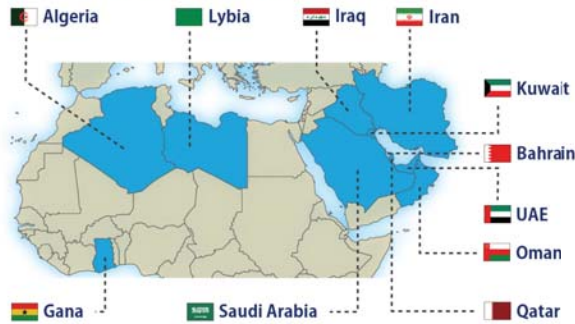 Algeria
Lybia
Iraq
Iran
Kuwait
Bahrain
UAE
Oman
Gana
Saudi Arabia
Qatar